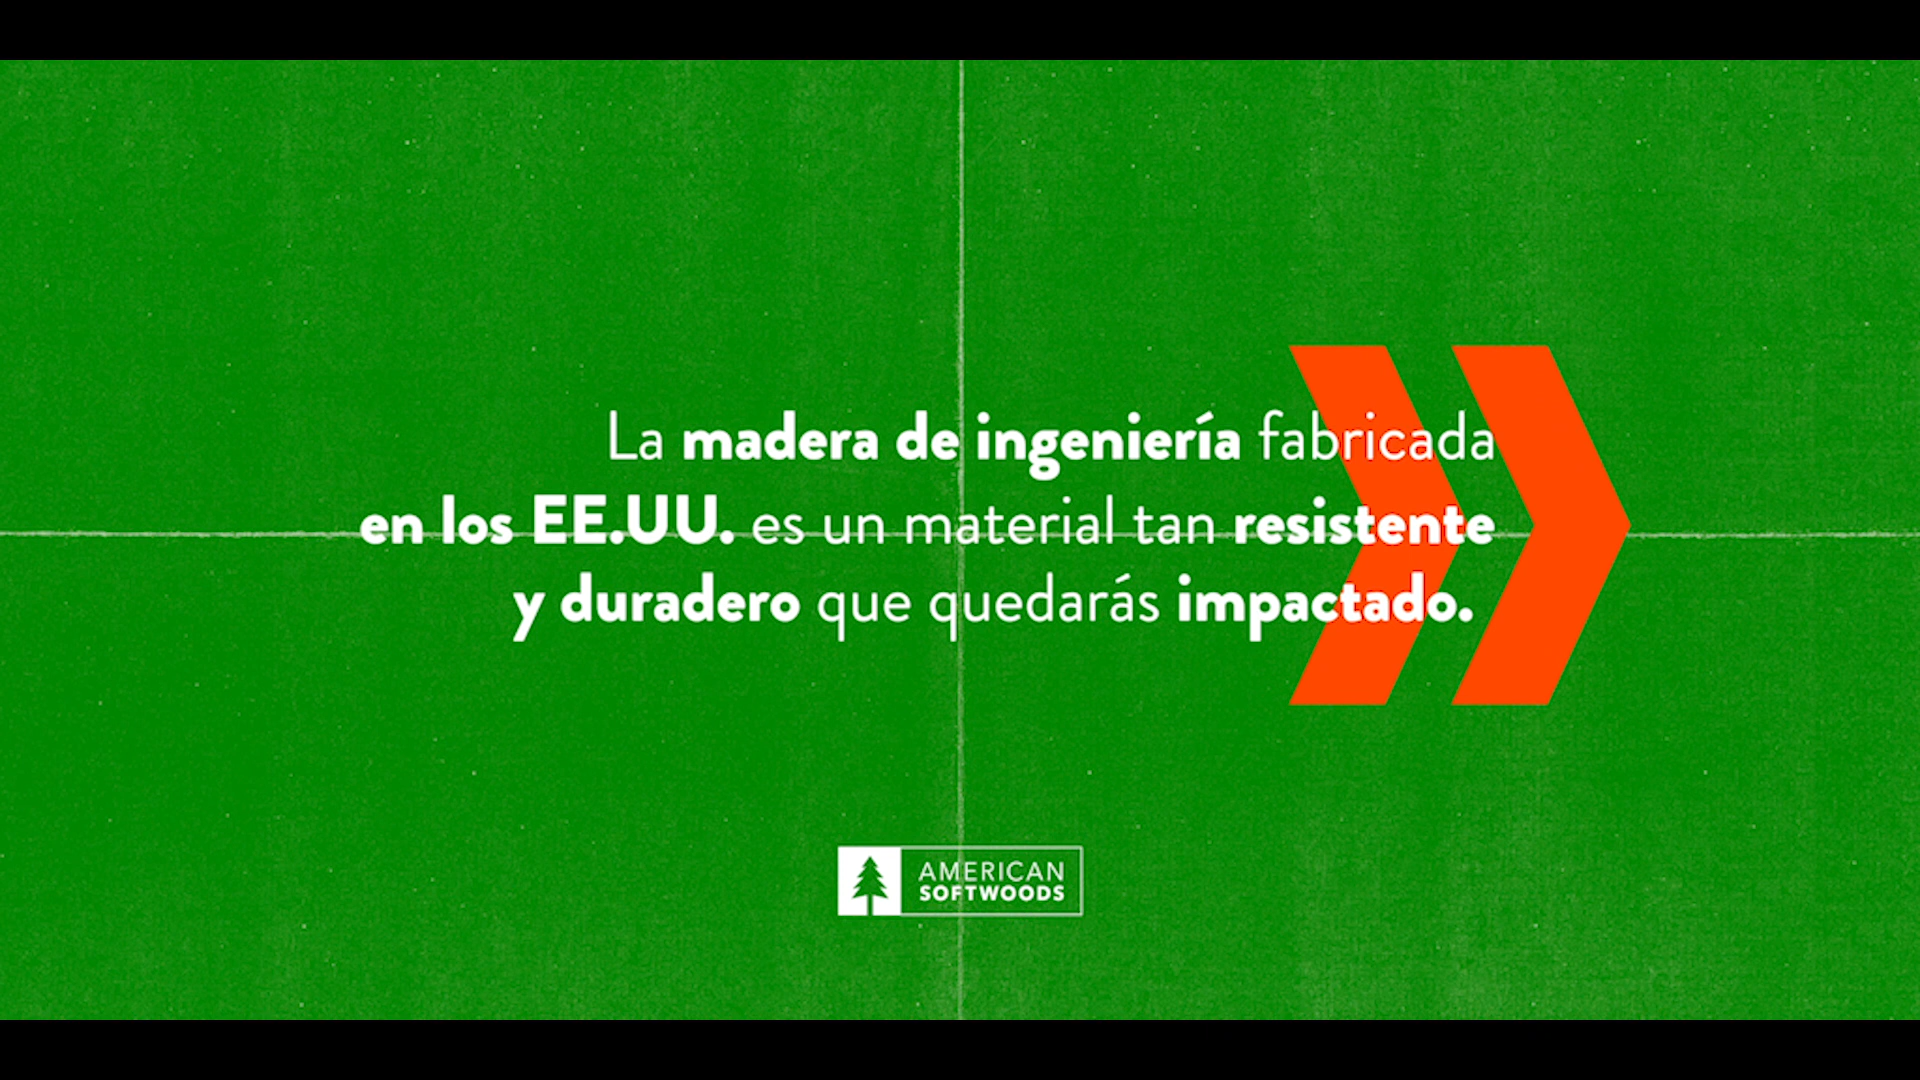 La madera de ingeniería fabricada
en los EE.UU. es un material tan resistente
y duradero que quedarás impactado.
AMERICAN
SOFTWOODS